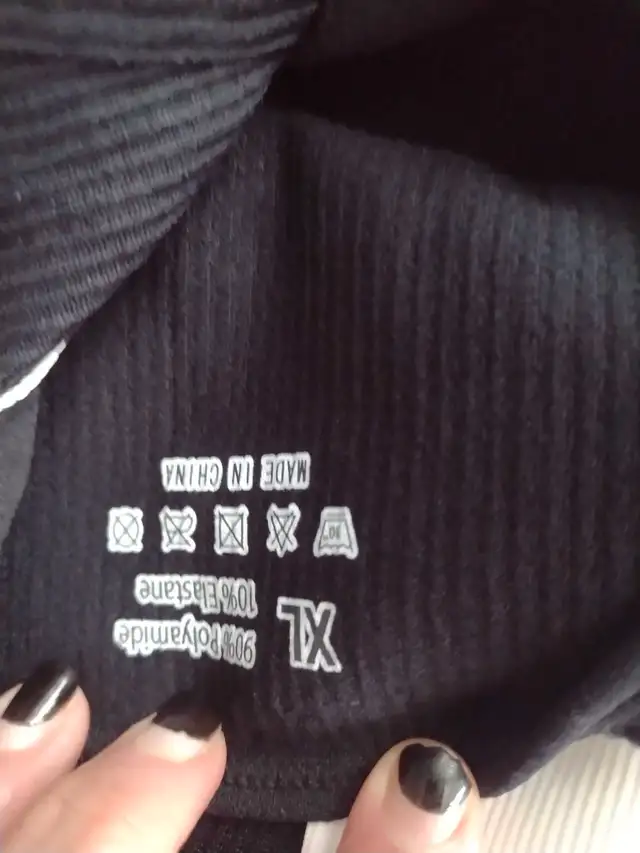 XL
90% Polyamide
10% Elastane
30°
MADE IN CHINA